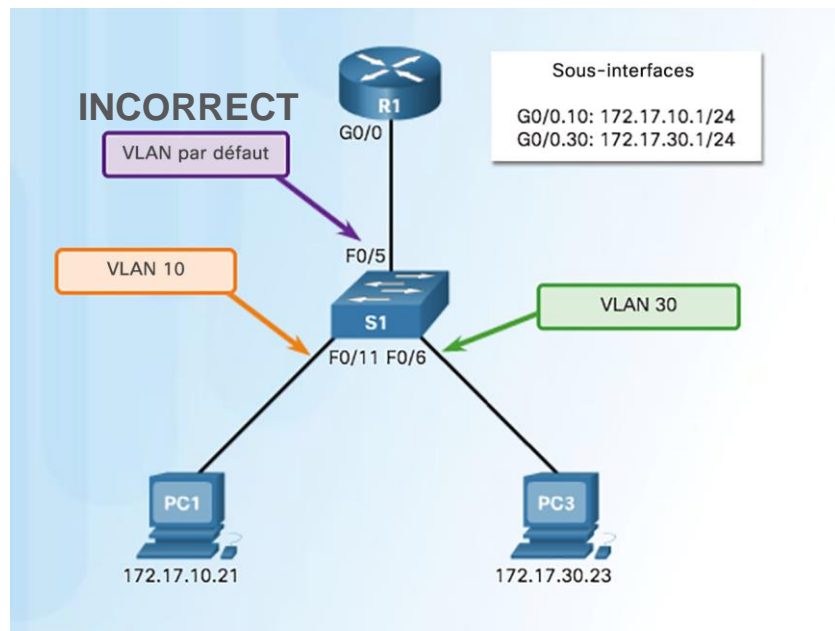 Sous-interfaces
R1
G0/0.10: 172.17.10.1/24
G0/0.30: 172.17.30.1/24
INCORRECT
G0/0
VLAN par défaut
F0/5
VLAN 10
VLAN 30
S1
F0/11 F0/6
PC1
PC3
172.17.10.21
172.17.30.23